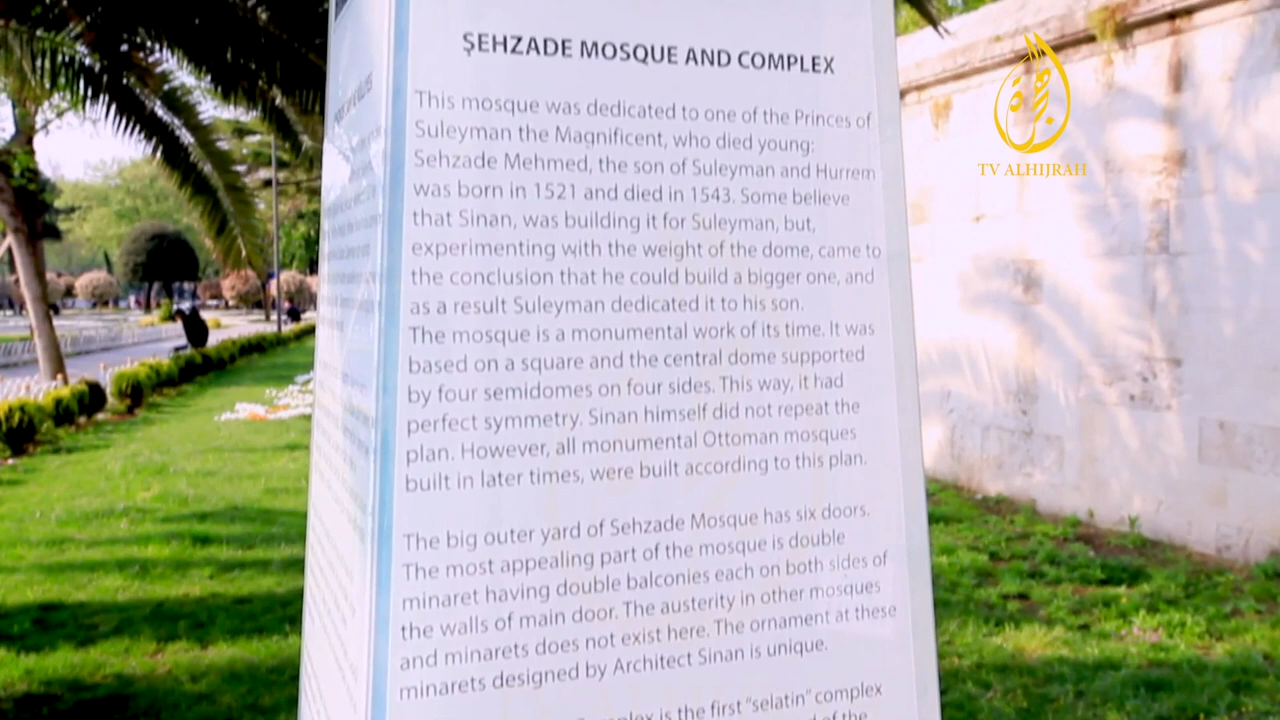 ŞEHZADE MOSQUE AND COMPLEX
This mosque was dedicated to one of the Princes of
Suleyman the Magnificent, who died young:
Sehzade Mehmed, the son of Suleyman and Hurrem
was born in 1521 and died in 1543. Some believe
that Sinan, was building it for Suleyman, but,
experimenting with the weight of the dome, came to
the conclusion that he could build a bigger one, and
as a result Suleyman dedicated it to his son.
The mosque is a monumental work of its time. It was
based on a square and the central dome supported
by four semidomes on four sides. This way, it had
perfect symmetry. Sinan himself did not repeat the
plan. However, all monumental Ottoman mosques
built in later times, were built according to this plan.
The big outer yard of Sehzade Mosque has six doors.
The most appealing part of the mosque is double
minaret having double balconies each on both sides of
the walls of main door. The austerity in other mosques
and minarets does not exist here. The ornament at these
minarets designed by Architect Sinan is unique.
is the first "selatin" complex
of the
هجرة
TV ALHIJRAH